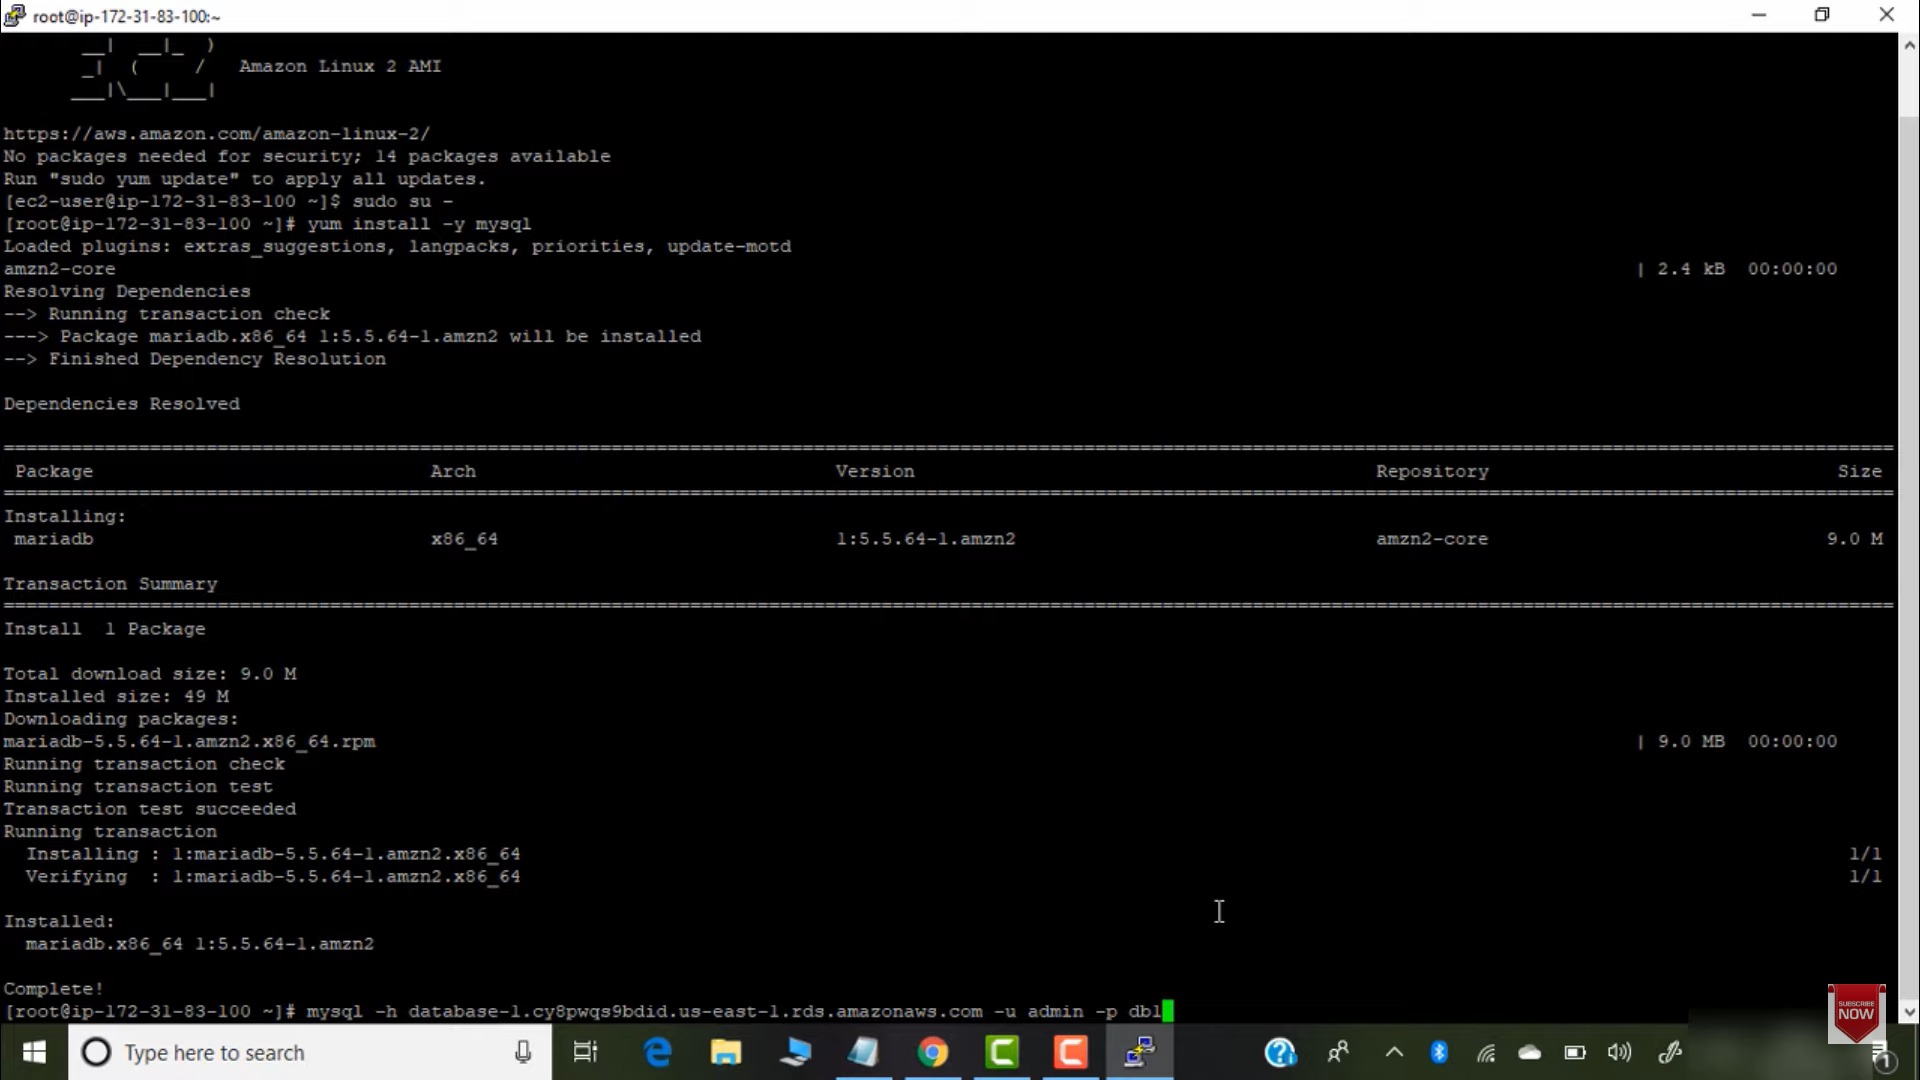 root@ip-172-31-83-100:~
Amazon Linux 2 AMI
https://aws.amazon.com/amazon-linux-2/
No packages needed for security; 14 packages available
Run "sudo yum update" to apply all updates.
[ec2-user@ip-172-31-83-100 ~]$ sudo su -
[root@ip-172-31-83-100 ~]# yum install -y mysql
Loaded plugins: extras_suggestions, langpacks, priorities, update-motd
amzn2-core | 2.4 kB 00:00:00
Resolving Dependencies
--> Running transaction check
---> Package mariadb.x86_64 1:5.5.64-1.amzn2 will be installed
--> Finished Dependency Resolution
Dependencies Resolved
Package Arch Version Repository Size
Installing:
mariadb x86_64 1:5.5.64-1.amzn2 amzn2-core 9.0 M
Transaction Summary
Install 1 Package
Total download size: 9.0 M
Installed size: 49 M
Downloading packages:
mariadb-5.5.64-1.amzn2.x86_64.rpm | 9.0 MB 00:00:00
Running transaction check
Running transaction test
Transaction test succeeded
Running transaction
Installing : 1:mariadb-5.5.64-1.amzn2.x86_64 1/1
Verifying : 1:mariadb-5.5.64-1.amzn2.x86_64 1/1
Installed:
mariadb.x86_64 1:5.5.64-1.amzn2
Complete!
[root@ip-172-31-83-100 ~]# mysql -h database-1.cy8pwqs9bdid.us-east-1.rds.amazonaws.com -u admin -p db1
SUBSCRIBE
NOW
Type here to search
1